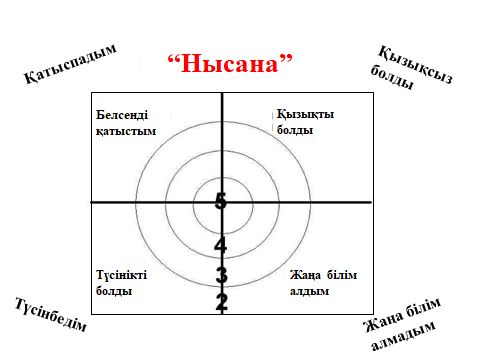 “Нысана”
Қатыспадым
Қызықсыз
болды
Белсенді
қатыстым
Қызықты
болды
5
4
3
2
Түсінікті
болды
Жаңа білім
алдым
Түсінбедім
Жаңа білім
алмадым